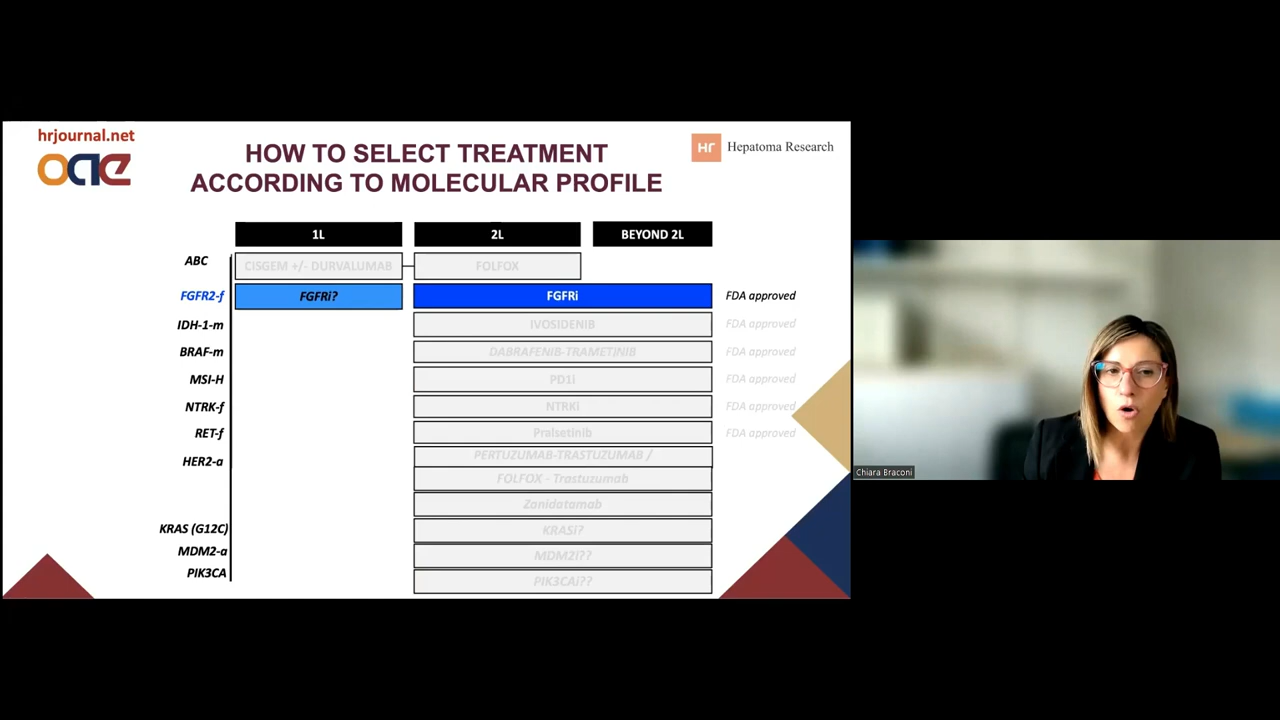 hrjournal.net
oae
HOW TO SELECT TREATMENT
ACCORDING TO MOLECULAR PROFILE
Hr Hepatoma Research
1L 2L BEYOND 2L
ABC CiSGEM +/- DURVALUMAB FOLFOX
FGFR2-f FGFRi? FGFRi FDA approved
IDH-1-m IVOSIDENIB FDA approved
BRAF-m DABRAFENIB-TRAMETINIB FDA approved
MSI-H PD1i FDA approved
NTRK-f NTRKi FDA approved
RET-f Pralsetinib FDA approved
HER2-a PERTUZUMAB-TRASTUZUMAB /
FOLFOX - Trastuzumab
Zanidatamab
KRAS (G12C) KRASi?
MDM2-a MDM2i??
PIK3CA PIK3CAi??
Chiara Braconi